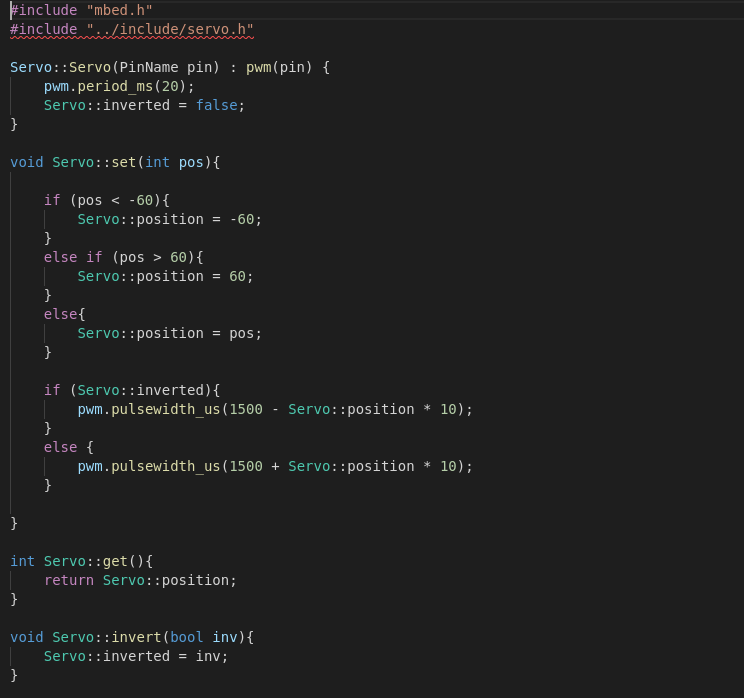 #include "mbed.h"
#include "../include/servo.h"

Servo::Servo(PinName pin) : pwm(pin) {
    pwm.period_ms(20);
    Servo::inverted = false;
}

void Servo::set(int pos){

    if (pos < -60){
        Servo::position = -60;
    }
    else if (pos > 60){
        Servo::position = 60;
    }
    else{
        Servo::position = pos;
    }

    if (Servo::inverted){
        pwm.pulsewidth_us(1500 - Servo::position * 10);
    }
    else {
        pwm.pulsewidth_us(1500 + Servo::position * 10);
    }

}

int Servo::get(){
    return Servo::position;
}

void Servo::invert(bool inv){
    Servo::inverted = inv;
}